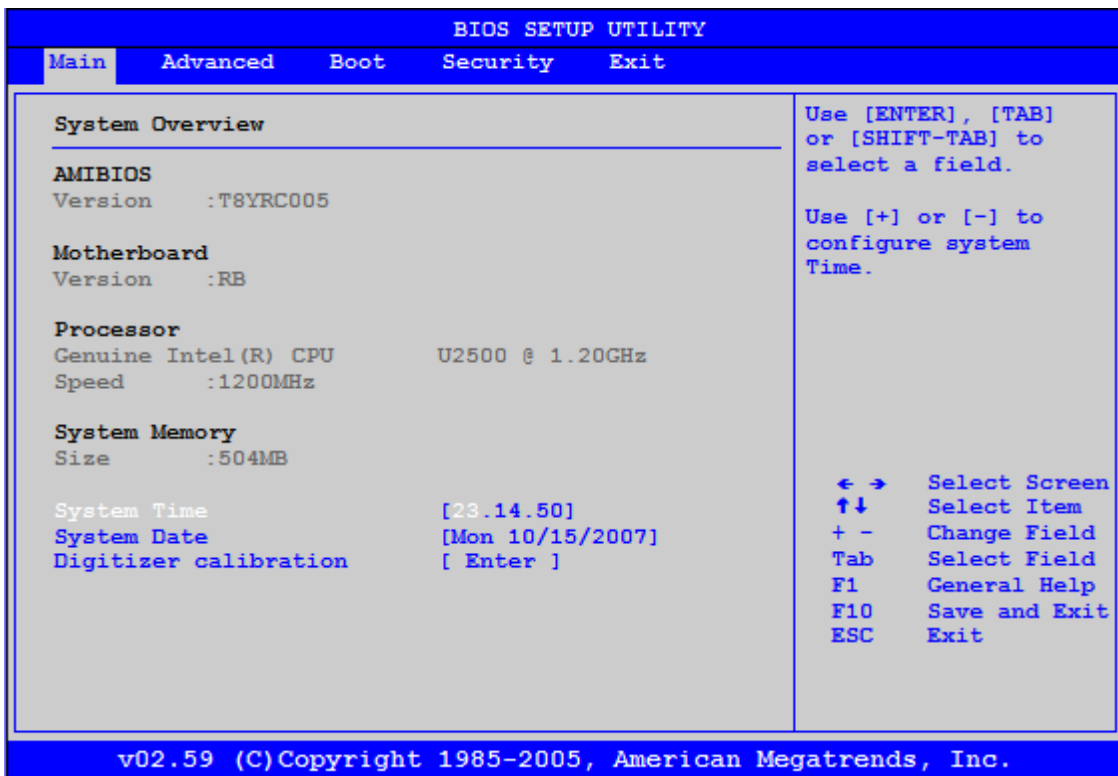 BIOS SETUP UTILITY
Main Advanced Boot Security Exit
System Overview
AMIBIOS
Version :T8YRC005
Motherboard
Version :RB
Processor
Genuine Intel(R) CPU U2500 @ 1.20GHz
Speed :1200MHz
System Memory
Size :504MB
System Time [23.14.50]
System Date [Mon 10/15/2007]
Digitizer calibration [ Enter ]
Use [ENTER], [TAB]
or [SHIFT-TAB] to
select a field.
Use [+] or [-] to
configure system
Time.
← → Select Screen
↑↓ Select Item
+ - Change Field
Tab Select Field
F1 General Help
F10 Save and Exit
ESC Exit
v02.59 (C)Copyright 1985-2005, American Megatrends, Inc.